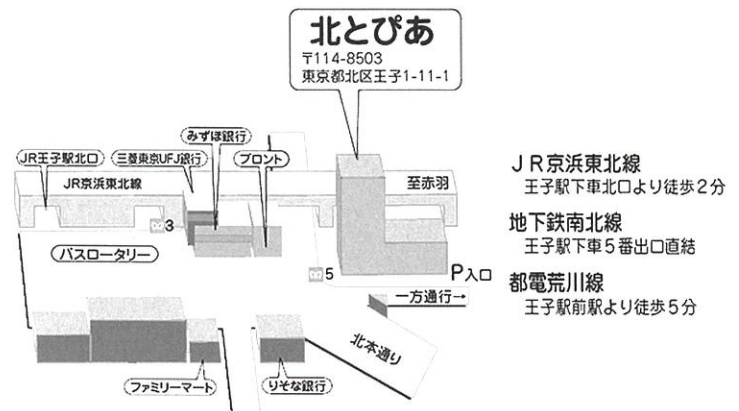 北とぴあ
〒114-8503
東京都北区王子1-11-1
みずほ銀行
JR王子駅北口
三菱東京UFJ銀行
プロント
JR京浜東北線
至赤羽
3
バスロータリー
5
P入口
一方通行→
北本通り
ファミリーマート
りそな銀行
JR京浜東北線
王子駅下車北口より徒歩2分
地下鉄南北線
王子駅下車5番出口直結
都電荒川線
王子駅前駅より徒歩5分